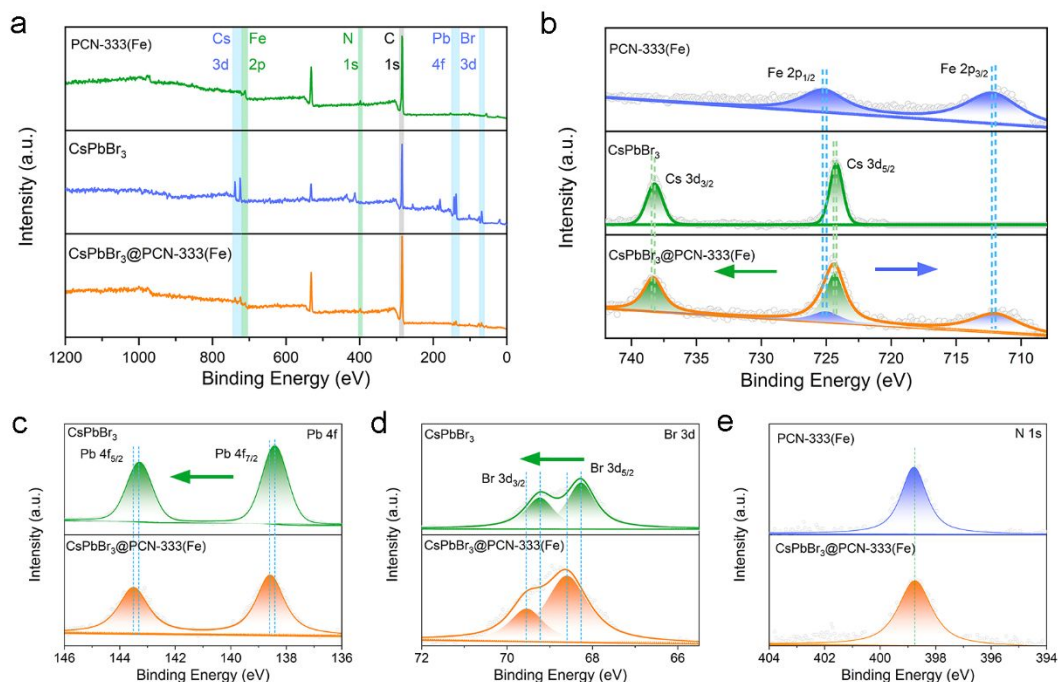 a
PCN-333(Fe)
Cs Fe N C Pb Br
3d 2p 1s 1s 4f 3d
CsPbBr₃
CsPbBr₃@PCN-333(Fe)
Intensity (a.u.)
1200 1000 800 600 400 200 0
Binding Energy (eV)
b
PCN-333(Fe)
Fe 2p₁/₂ Fe 2p₃/₂
CsPbBr₃
Cs 3d₃/₂ Cs 3d₅/₂
CsPbBr₃@PCN-333(Fe)
Intensity (a.u.)
740 735 730 725 720 715 710
Binding Energy (eV)
c
CsPbBr₃ Pb 4f
Pb 4f₅/₂ Pb 4f₇/₂
CsPbBr₃@PCN-333(Fe)
Intensity (a.u.)
146 144 142 140 138 136
Binding Energy (eV)
d
CsPbBr₃ Br 3d
Br 3d₃/₂ Br 3d₅/₂
CsPbBr₃@PCN-333(Fe)
Intensity (a.u.)
72 70 68 66
Binding Energy (eV)
e
PCN-333(Fe) N 1s
CsPbBr₃@PCN-333(Fe)
Intensity (a.u.)
404 402 400 398 396 394
Binding Energy (eV)